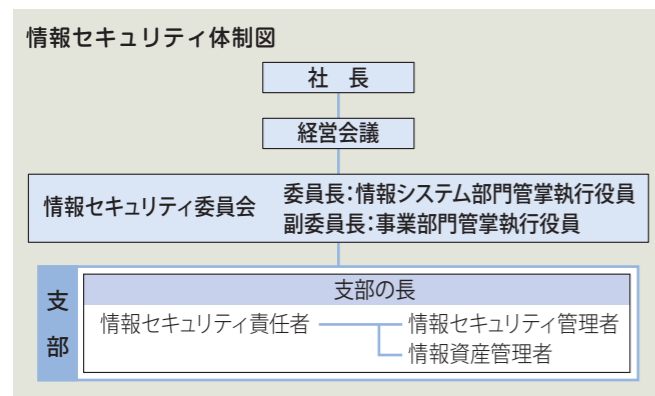 情報セキュリティ体制図
社 長
経営会議
情報セキュリティ委員会
委員長:情報システム部門管掌執行役員
副委員長:事業部門管掌執行役員
支部
支部の長
情報セキュリティ責任者
情報セキュリティ管理者
情報資産管理者